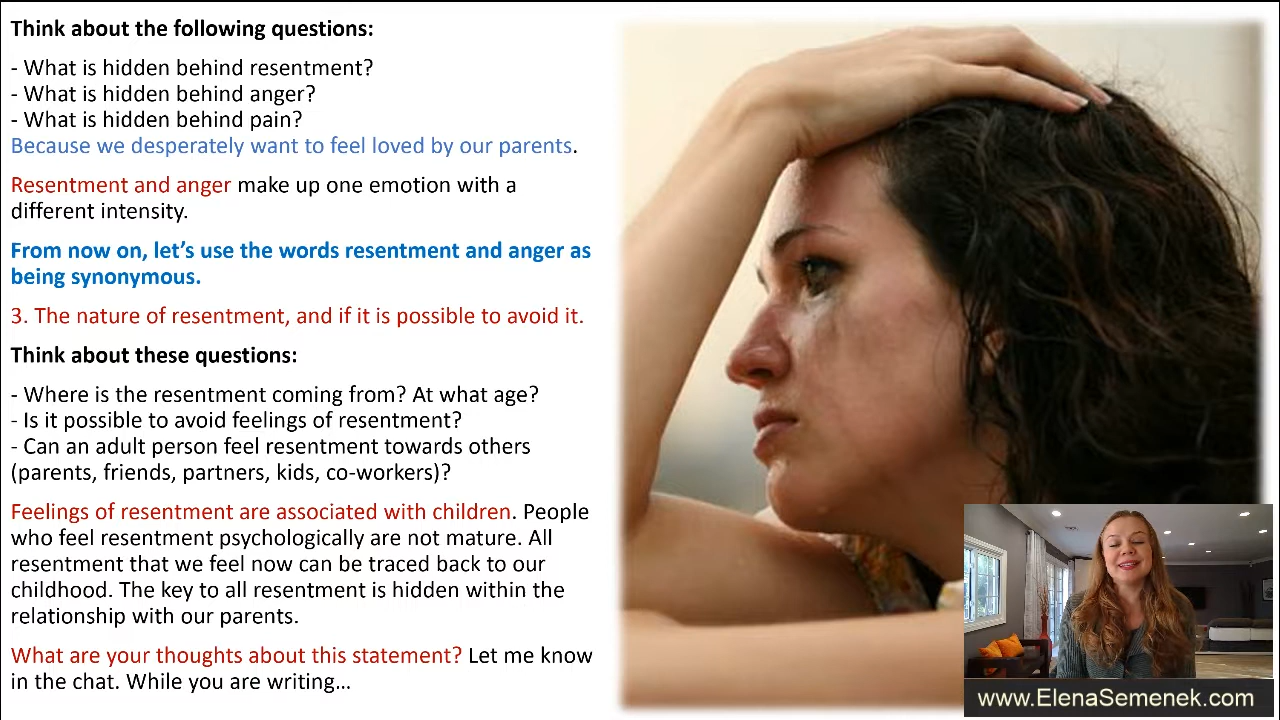 Think about the following questions:
- What is hidden behind resentment?
- What is hidden behind anger?
- What is hidden behind pain?
Because we desperately want to feel loved by our parents.
Resentment and anger make up one emotion with a
different intensity.
From now on, let's use the words resentment and anger as
being synonymous.
3. The nature of resentment, and if it is possible to avoid it.
Think about these questions:
- Where is the resentment coming from? At what age?
- Is it possible to avoid feelings of resentment?
- Can an adult person feel resentment towards others
(parents, friends, partners, kids, co-workers)?
Feelings of resentment are associated with children. People
who feel resentment psychologically are not mature. All
resentment that we feel now can be traced back to our
childhood. The key to all resentment is hidden within the
relationship with our parents.
What are your thoughts about this statement? Let me know
in the chat. While you are writing...
www.ElenaSemenek.com